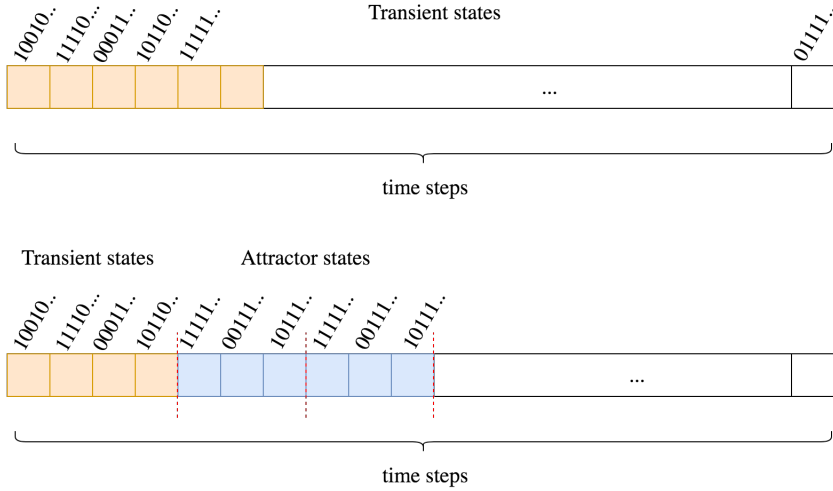 Transient states
10010.. 11110... 00011.. 10110.. 11111.. 01111..
...
time steps
Transient states Attractor states
10010.. 11110... 00011.. 10110.. 11111.. 00111.. 10111.. 11111.. 00111.. 10111..
...
time steps